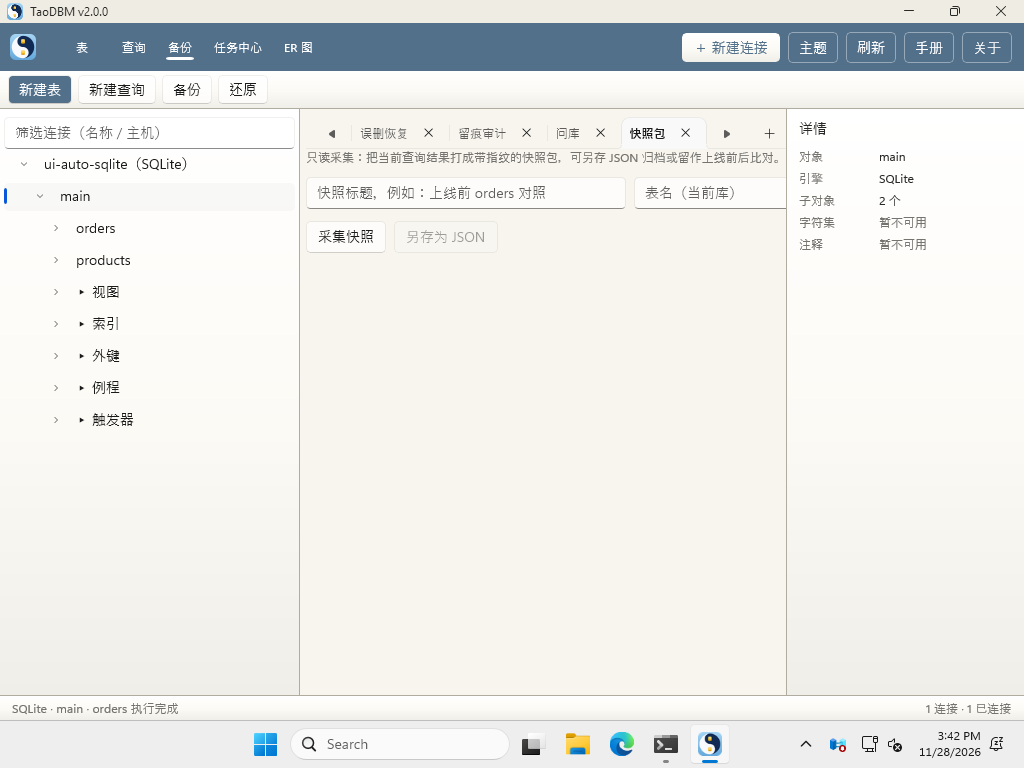 TaoDBM v2.0.0
表 查询 备份 任务中心 ER 图 + 新建连接 主题 刷新 手册 关于
新建表 新建查询 备份 还原
筛选连接（名称 / 主机）
ui-auto-sqlite（SQLite）
main
orders
products
视图
索引
外键
例程
触发器
误删恢复 留痕审计 问库 快照包
只读采集：把当前查询结果打成带指纹的快照包，可另存 JSON 归档或留作上线前后比对。
快照标题，例如：上线前 orders 对照 表名（当前库）
采集快照 另存为 JSON
详情
对象 main
引擎 SQLite
子对象 2 个
字符集 暂不可用
注释 暂不可用
SQLite · main · orders 执行完成 1 连接 · 1 已连接
Search
3:42 PM
11/28/2026